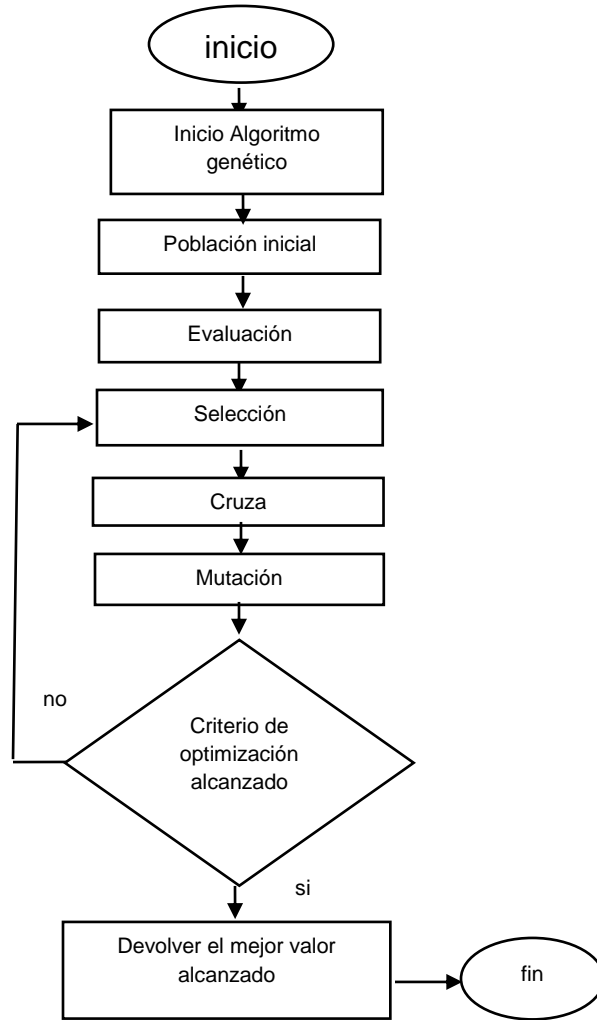 inicio
Inicio Algoritmo
genético
Población inicial
Evaluación
Selección
Cruza
Mutación
no
Criterio de
optimización
alcanzado
si
Devolver el mejor valor
alcanzado
fin